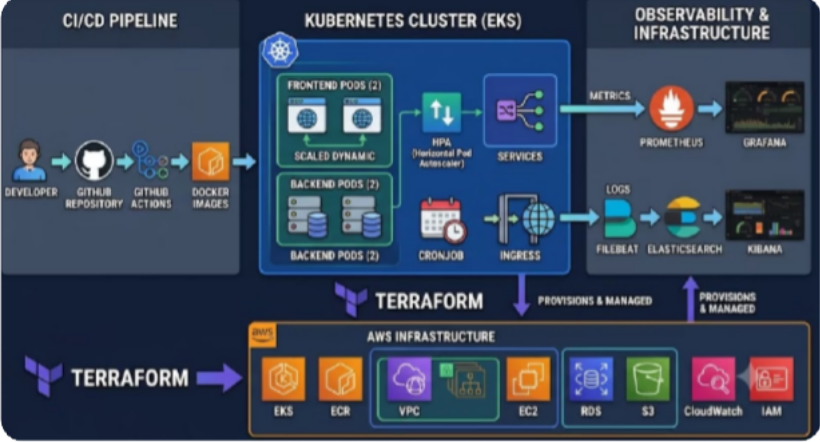 CI/CD PIPELINE
KUBERNETES CLUSTER (EKS)
OBSERVABILITY &
INFRASTRUCTURE
DEVELOPER
GITHUB
REPOSITORY
GITHUB
ACTIONS
DOCKER
IMAGES
FRONTEND PODS (2)
SCALED DYNAMIC
BACKEND PODS (2)
BACKEND PODS (2)
HPA
(Horizontal Pod
Autoscaler)
SERVICES
CRONJOB
INGRESS
METRICS
PROMETHEUS
GRAFANA
LOGS
FILEBEAT
ELASTICSEARCH
KIBANA
TERRAFORM
PROVISIONS & MANAGED
PROVISIONS
& MANAGED
TERRAFORM
aws
AWS INFRASTRUCTURE
EKS
ECR
VPC
EC2
RDS
S3
CloudWatch
IAM